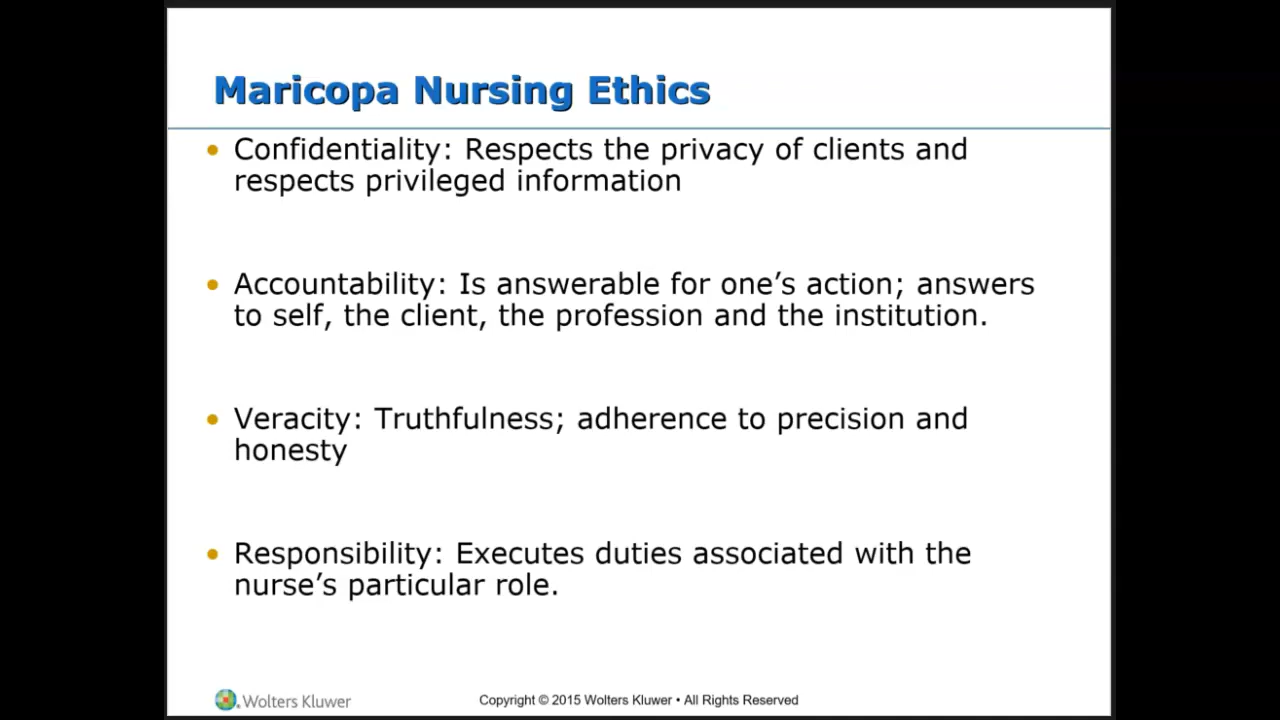 Maricopa Nursing Ethics
• Confidentiality: Respects the privacy of clients and
respects privileged information
• Accountability: Is answerable for one’s action; answers
to self, the client, the profession and the institution.
• Veracity: Truthfulness; adherence to precision and
honesty
• Responsibility: Executes duties associated with the
nurse’s particular role.
Wolters Kluwer
Copyright © 2015 Wolters Kluwer • All Rights Reserved